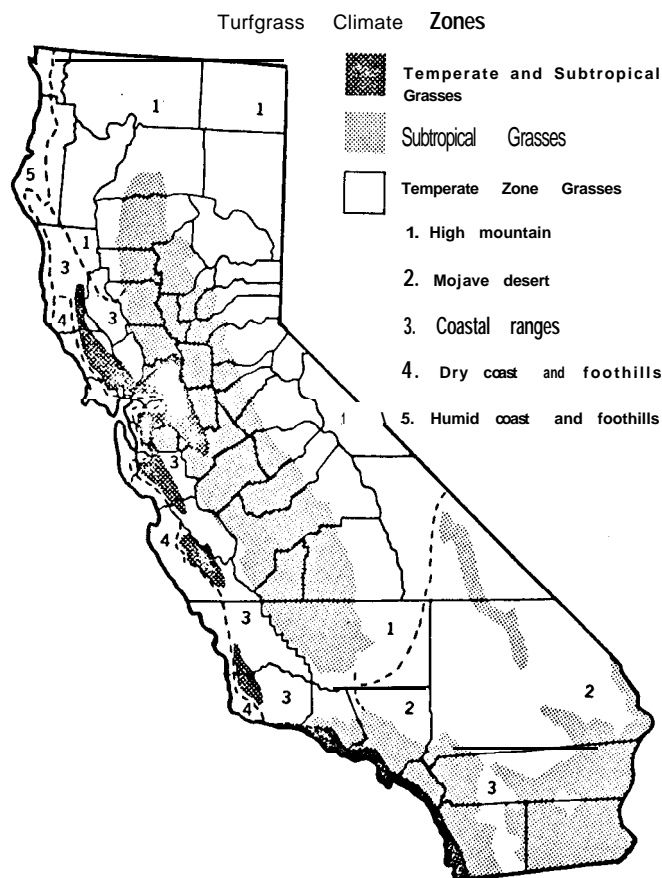 Turfgrass Climate Zones
Temperate and Subtropical
Grasses
Subtropical Grasses
Temperate Zone Grasses
1. High mountain
2. Mojave desert
3. Coastal ranges
4. Dry coast and foothills
5. Humid coast and foothills
1
1
5
1
3
4
3
1
3
4
3
1
2
4
3
2
3